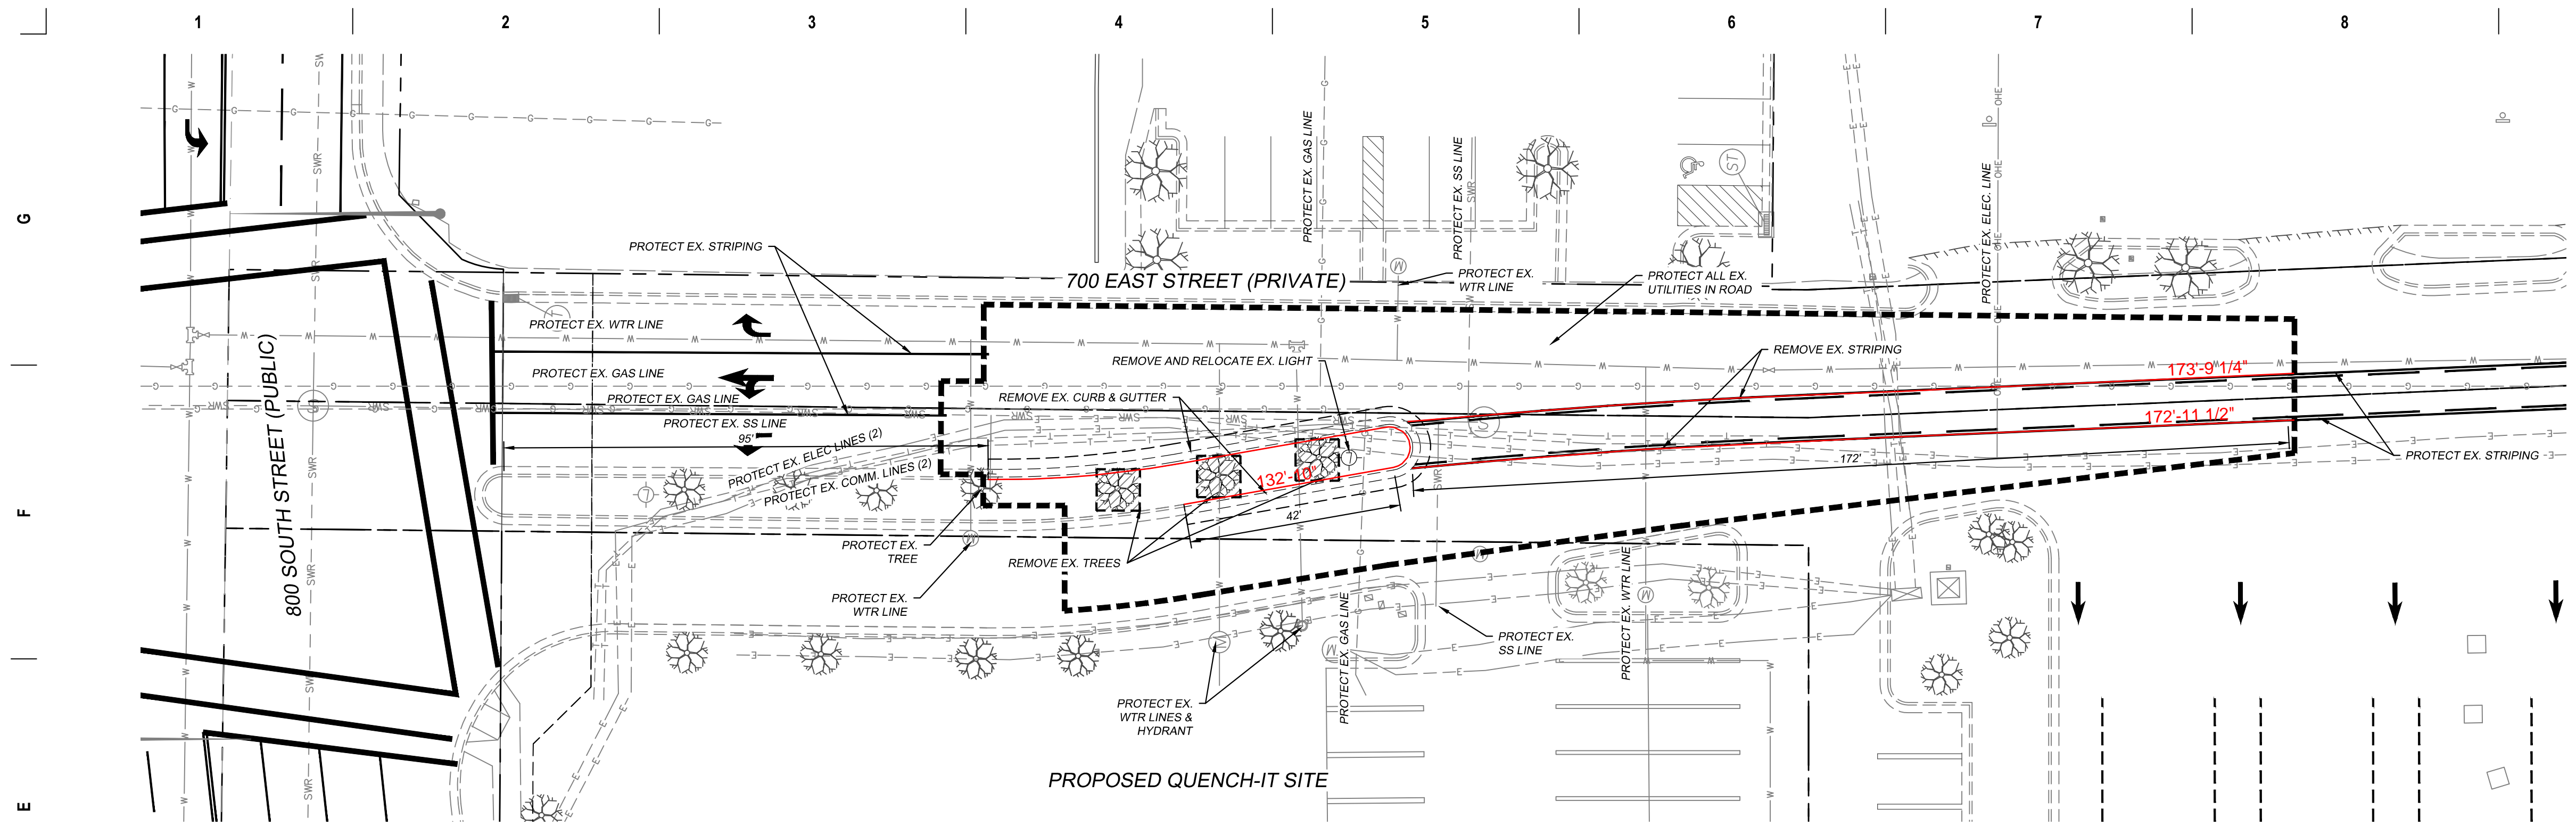 1 2 3 4 5 6 7 8
G
F
E
PROTECT EX. STRIPING
700 EAST STREET (PRIVATE)
PROTECT EX. GAS LINE
PROTECT EX. SS LINE
PROTECT EX.
WTR LINE
PROTECT ALL EX.
UTILITIES IN ROAD
PROTECT EX. ELEC. LINE
ST
PROTECT EX. WTR LINE
REMOVE AND RELOCATE EX. LIGHT
REMOVE EX. STRIPING
800 SOUTH STREET (PUBLIC)
PROTECT EX. GAS LINE
173'-9 1/4"
PROTECT EX. GAS LINE
REMOVE EX. CURB & GUTTER
172'-11 1/2"
PROTECT EX. SS LINE
95'
PROTECT EX. ELEC LINES (2)
PROTECT EX. COMM. LINES (2)
132'-10"
172'
PROTECT EX. STRIPING
42'
PROTECT EX.
TREE
REMOVE EX. TREES
PROTECT EX.
WTR LINE
PROTECT EX. GAS LINE
PROTECT EX. WTR LINE
PROTECT EX.
SS LINE
PROTECT EX.
WTR LINES &
HYDRANT
PROPOSED QUENCH-IT SITE